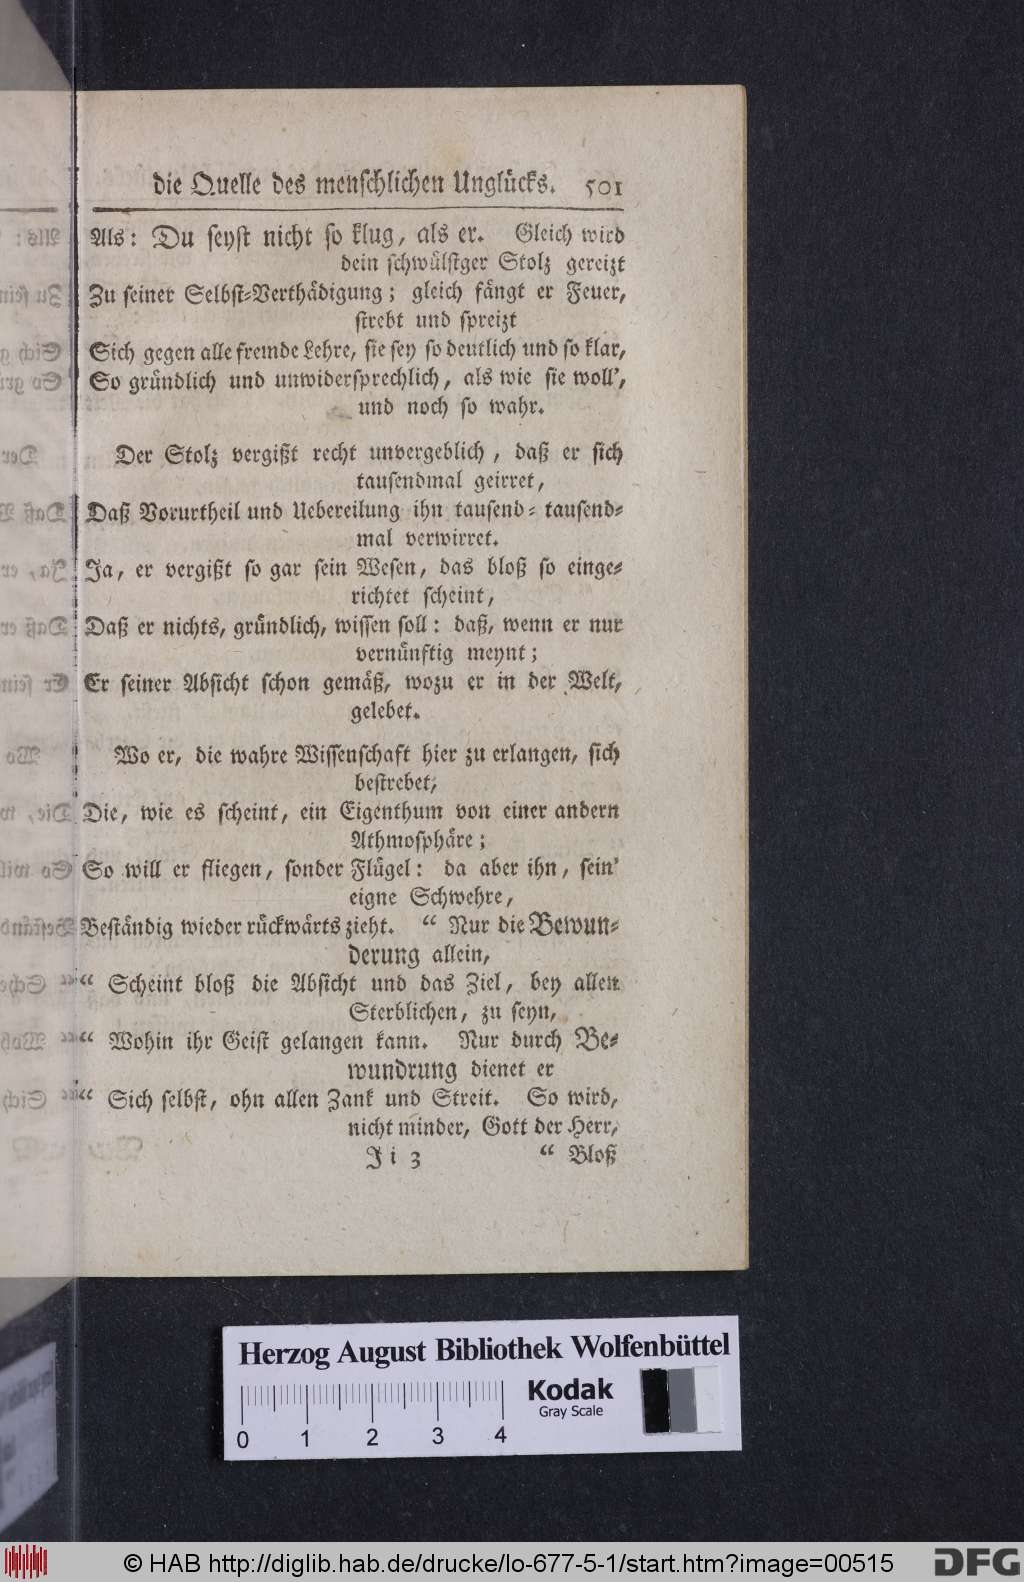 die Quelle des menschlichen Unglücks. 501
Als: Du seyst nicht so klug, als er. Gleich wird
dein schwülstger Stolz gereizt
Zu seiner Selbst-Verthädigung; gleich fängt er Feuer,
strebt und spreizt
Sich gegen alle fremde Lehre, sie sey so deutlich und so klar,
So gründlich und unwidersprechlich, als wie sie woll',
und noch so wahr.
Der Stolz vergißt recht unvergeblich, daß er sich
tausendmal geirret,
Daß Vorurtheil und Uebereilung ihn tausend-tausend-
mal verwirret.
Ja, er vergißt so gar sein Wesen, das bloß so einge-
richtet scheint,
Daß er nichts, gründlich, wissen soll: daß, wenn er nur
vernünftig meynt;
Er seiner Absicht schon gemäß, wozu er in der Welt,
gelebet.
Wo er, die wahre Wissenschaft hier zu erlangen, sich
bestrebet,
Die, wie es scheint, ein Eigenthum von einer andern
Athmosphäre;
So will er fliegen, sonder Flügel: da aber ihn, sein'
eigne Schwehre,
Beständig wieder rückwärts zieht. “ Nur die Bewun-
derung allein,
“ Scheint bloß die Absicht und das Ziel, bey allen
Sterblichen, zu seyn,
“ Wohin ihr Geist gelangen kann. Nur durch Be-
wundrung dienet er
“ Sich selbst, ohn allen Zank und Streit. So wird,
nicht minder, Gott der Herr,
Ji 3 “ Bloß
Herzog August Bibliothek Wolfenbüttel
Kodak
Gray Scale
0 1 2 3 4
© HAB http://diglib.hab.de/drucke/lo-677-5-1/start.htm?image=00515
DFG